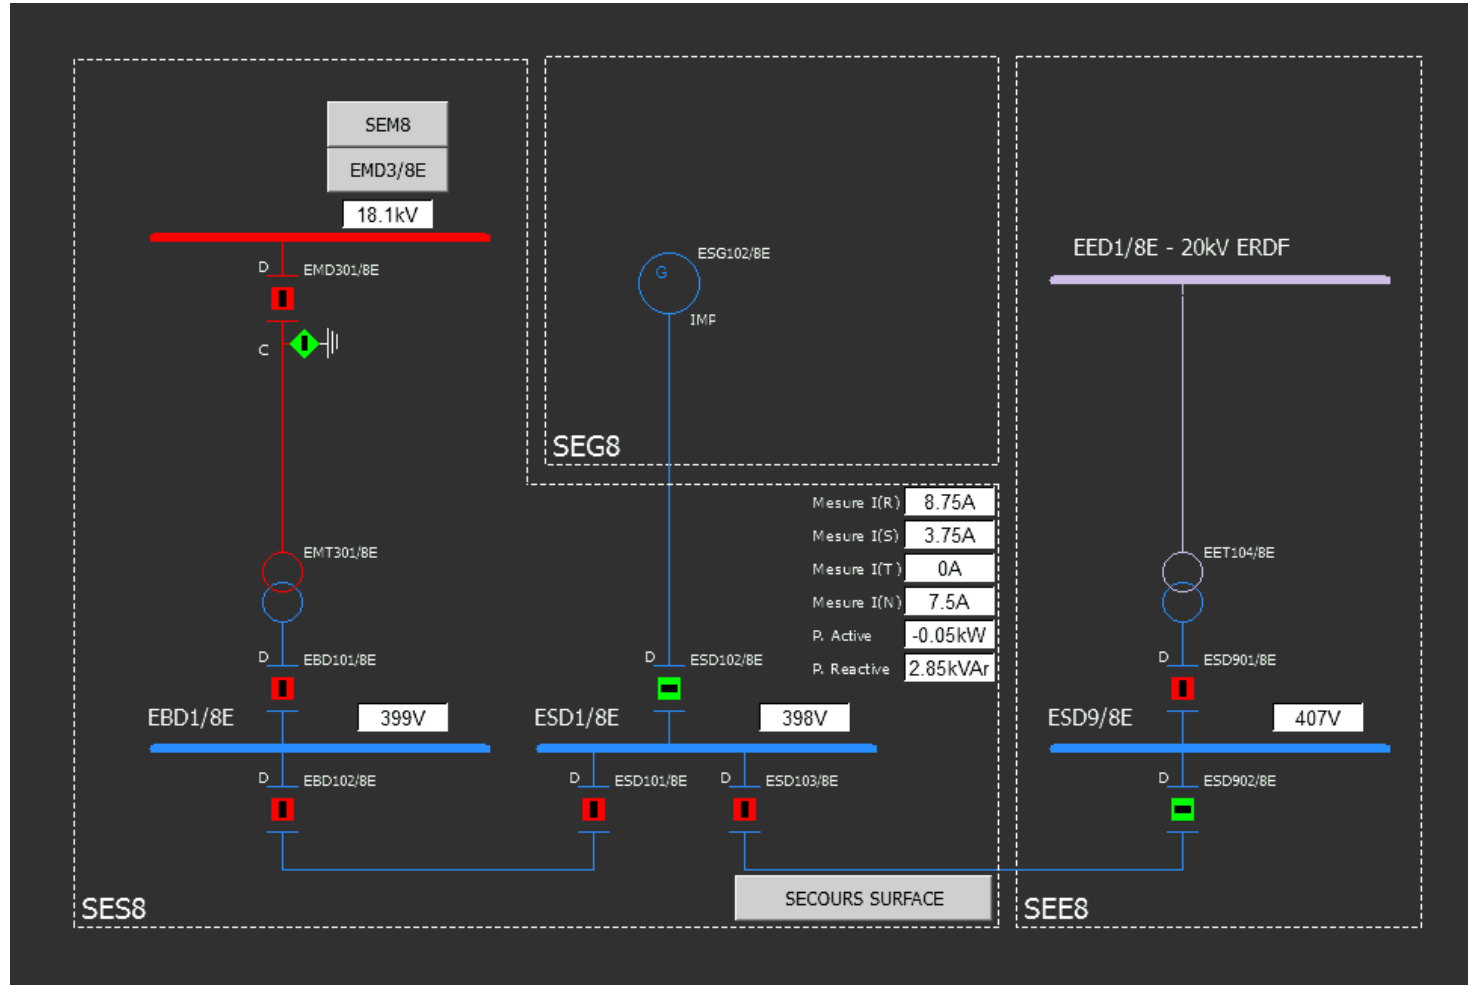 SEM8
EMD3/8E
18.1kV
D
EMD301/8E
C
EMT301/8E
D
EBD101/8E
EBD1/8E
399V
D
EBD102/8E
SES8
G
ESG102/8E
IMP
SEG8
Mesure I(R)
8.75A
Mesure I(S)
3.75A
Mesure I(T)
0A
Mesure I(N)
7.5A
P. Active
-0.05kW
P. Reactive
2.85kVAr
D
ESD102/8E
ESD1/8E
398V
D
ESD101/8E
D
ESD103/8E
SECOURS SURFACE
EED1/8E - 20kV ERDF
EET104/8E
D
ESD901/8E
ESD9/8E
407V
D
ESD902/8E
SEE8